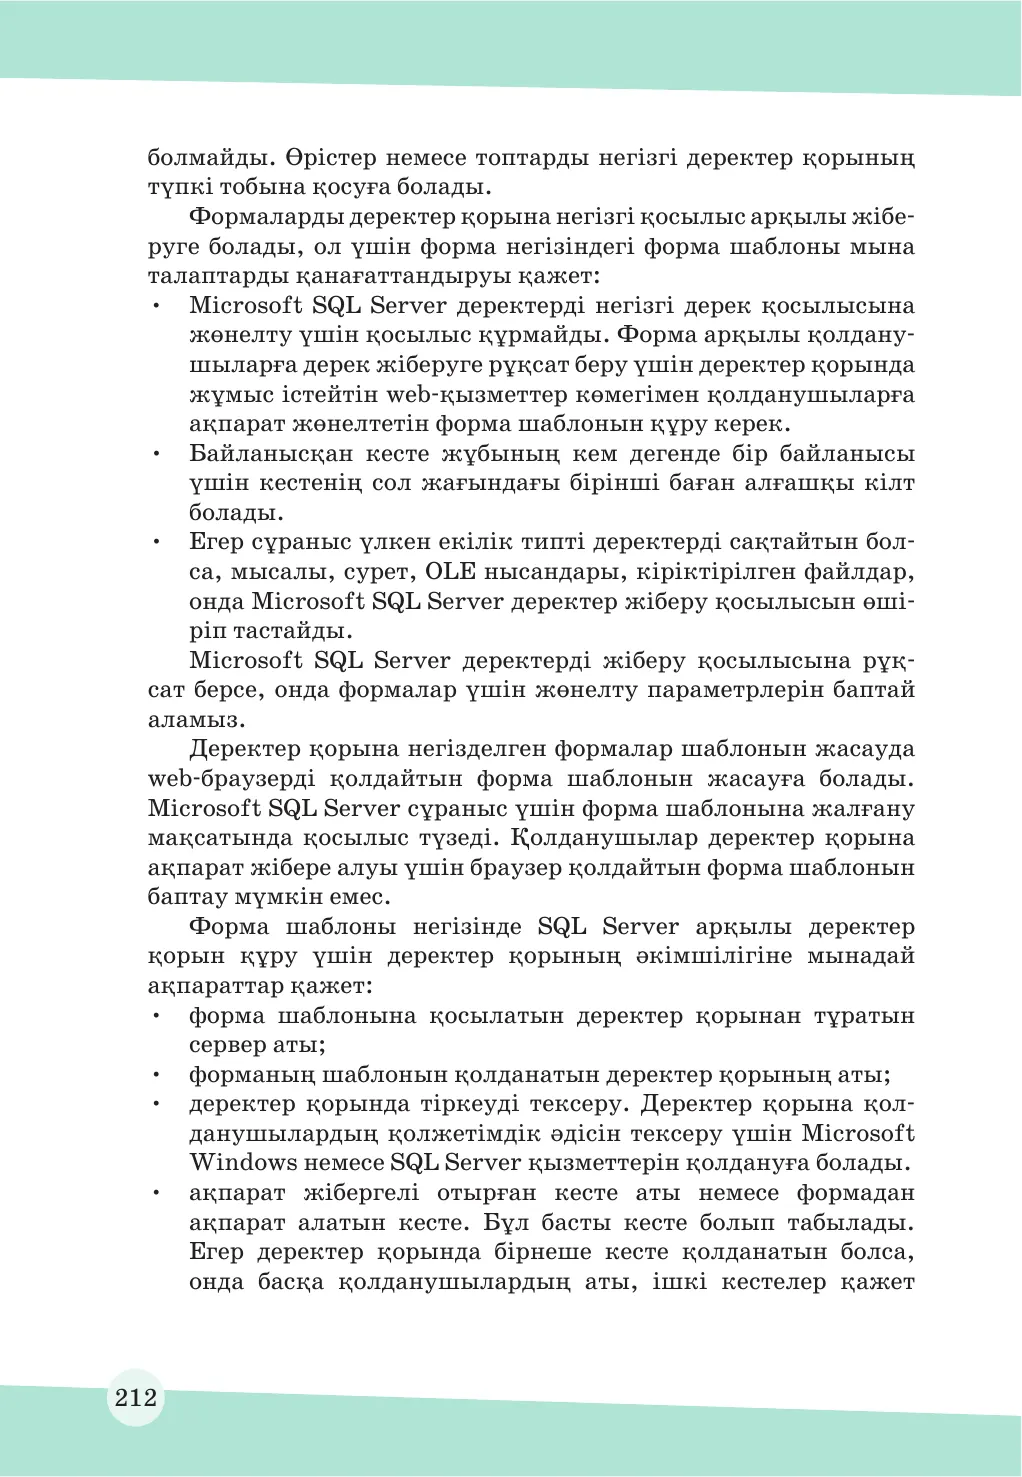 болмайды. Өрістер немесе топтарды негізгі деректер қорының
түпкі тобына қосуға болады.
Формаларды деректер қорына негізгі қосылыс арқылы жібе-
руге болады, ол үшін форма негізіндегі форма шаблоны мына
талаптарды қанағаттандыруы қажет:
• Microsoft SQL Server деректерді негізгі дерек қосылысына
жөнелту үшін қосылыс құрмайды. Форма арқылы қолдану-
шыларға дерек жіберуге рұқсат беру үшін деректер қорында
жұмыс істейтін web-қызметтер көмегімен қолданушыларға
ақпарат жөнелтетін форма шаблонын құру керек.
• Байланысқан кесте жұбының кем дегенде бір байланысы
үшін кестенің сол жағындағы бірінші баған алғашқы кілт
болады.
• Егер сұраныс үлкен екілік типті деректерді сақтайтын бол-
са, мысалы, сурет, OLE нысандары, кіріктірілген файлдар,
онда Microsoft SQL Server деректер жіберу қосылысын өші-
ріп тастайды.
Microsoft SQL Server деректерді жіберу қосылысына рұқ-
сат берсе, онда формалар үшін жөнелту параметрлерін баптай
аламыз.
Деректер қорына негізделген формалар шаблонын жасауда
web-браузерді қолдайтын форма шаблонын жасауға болады.
Microsoft SQL Server сұраныс үшін форма шаблонына жалғану
мақсатында қосылыс түзеді. Қолданушылар деректер қорына
ақпарат жібере алуы үшін браузер қолдайтын форма шаблонын
баптау мүмкін емес.
Форма шаблоны негізінде SQL Server арқылы деректер
қорын құру үшін деректер қорының әкімшілігіне мынадай
ақпараттар қажет:
• форма шаблонына қосылатын деректер қорынан тұратын
сервер аты;
• форманың шаблонын қолданатын деректер қорының аты;
• деректер қорында тіркеуді тексеру. Деректер қорына қол-
данушылардың қолжетімдік әдісін тексеру үшін Microsoft
Windows немесе SQL Server қызметтерін қолдануға болады.
• ақпарат жібергелі отырған кесте аты немесе формадан
ақпарат алатын кесте. Бұл басты кесте болып табылады.
Егер деректер қорында бірнеше кесте қолданатын болса,
онда басқа қолданушылардың аты, ішкі кестелер қажет
212